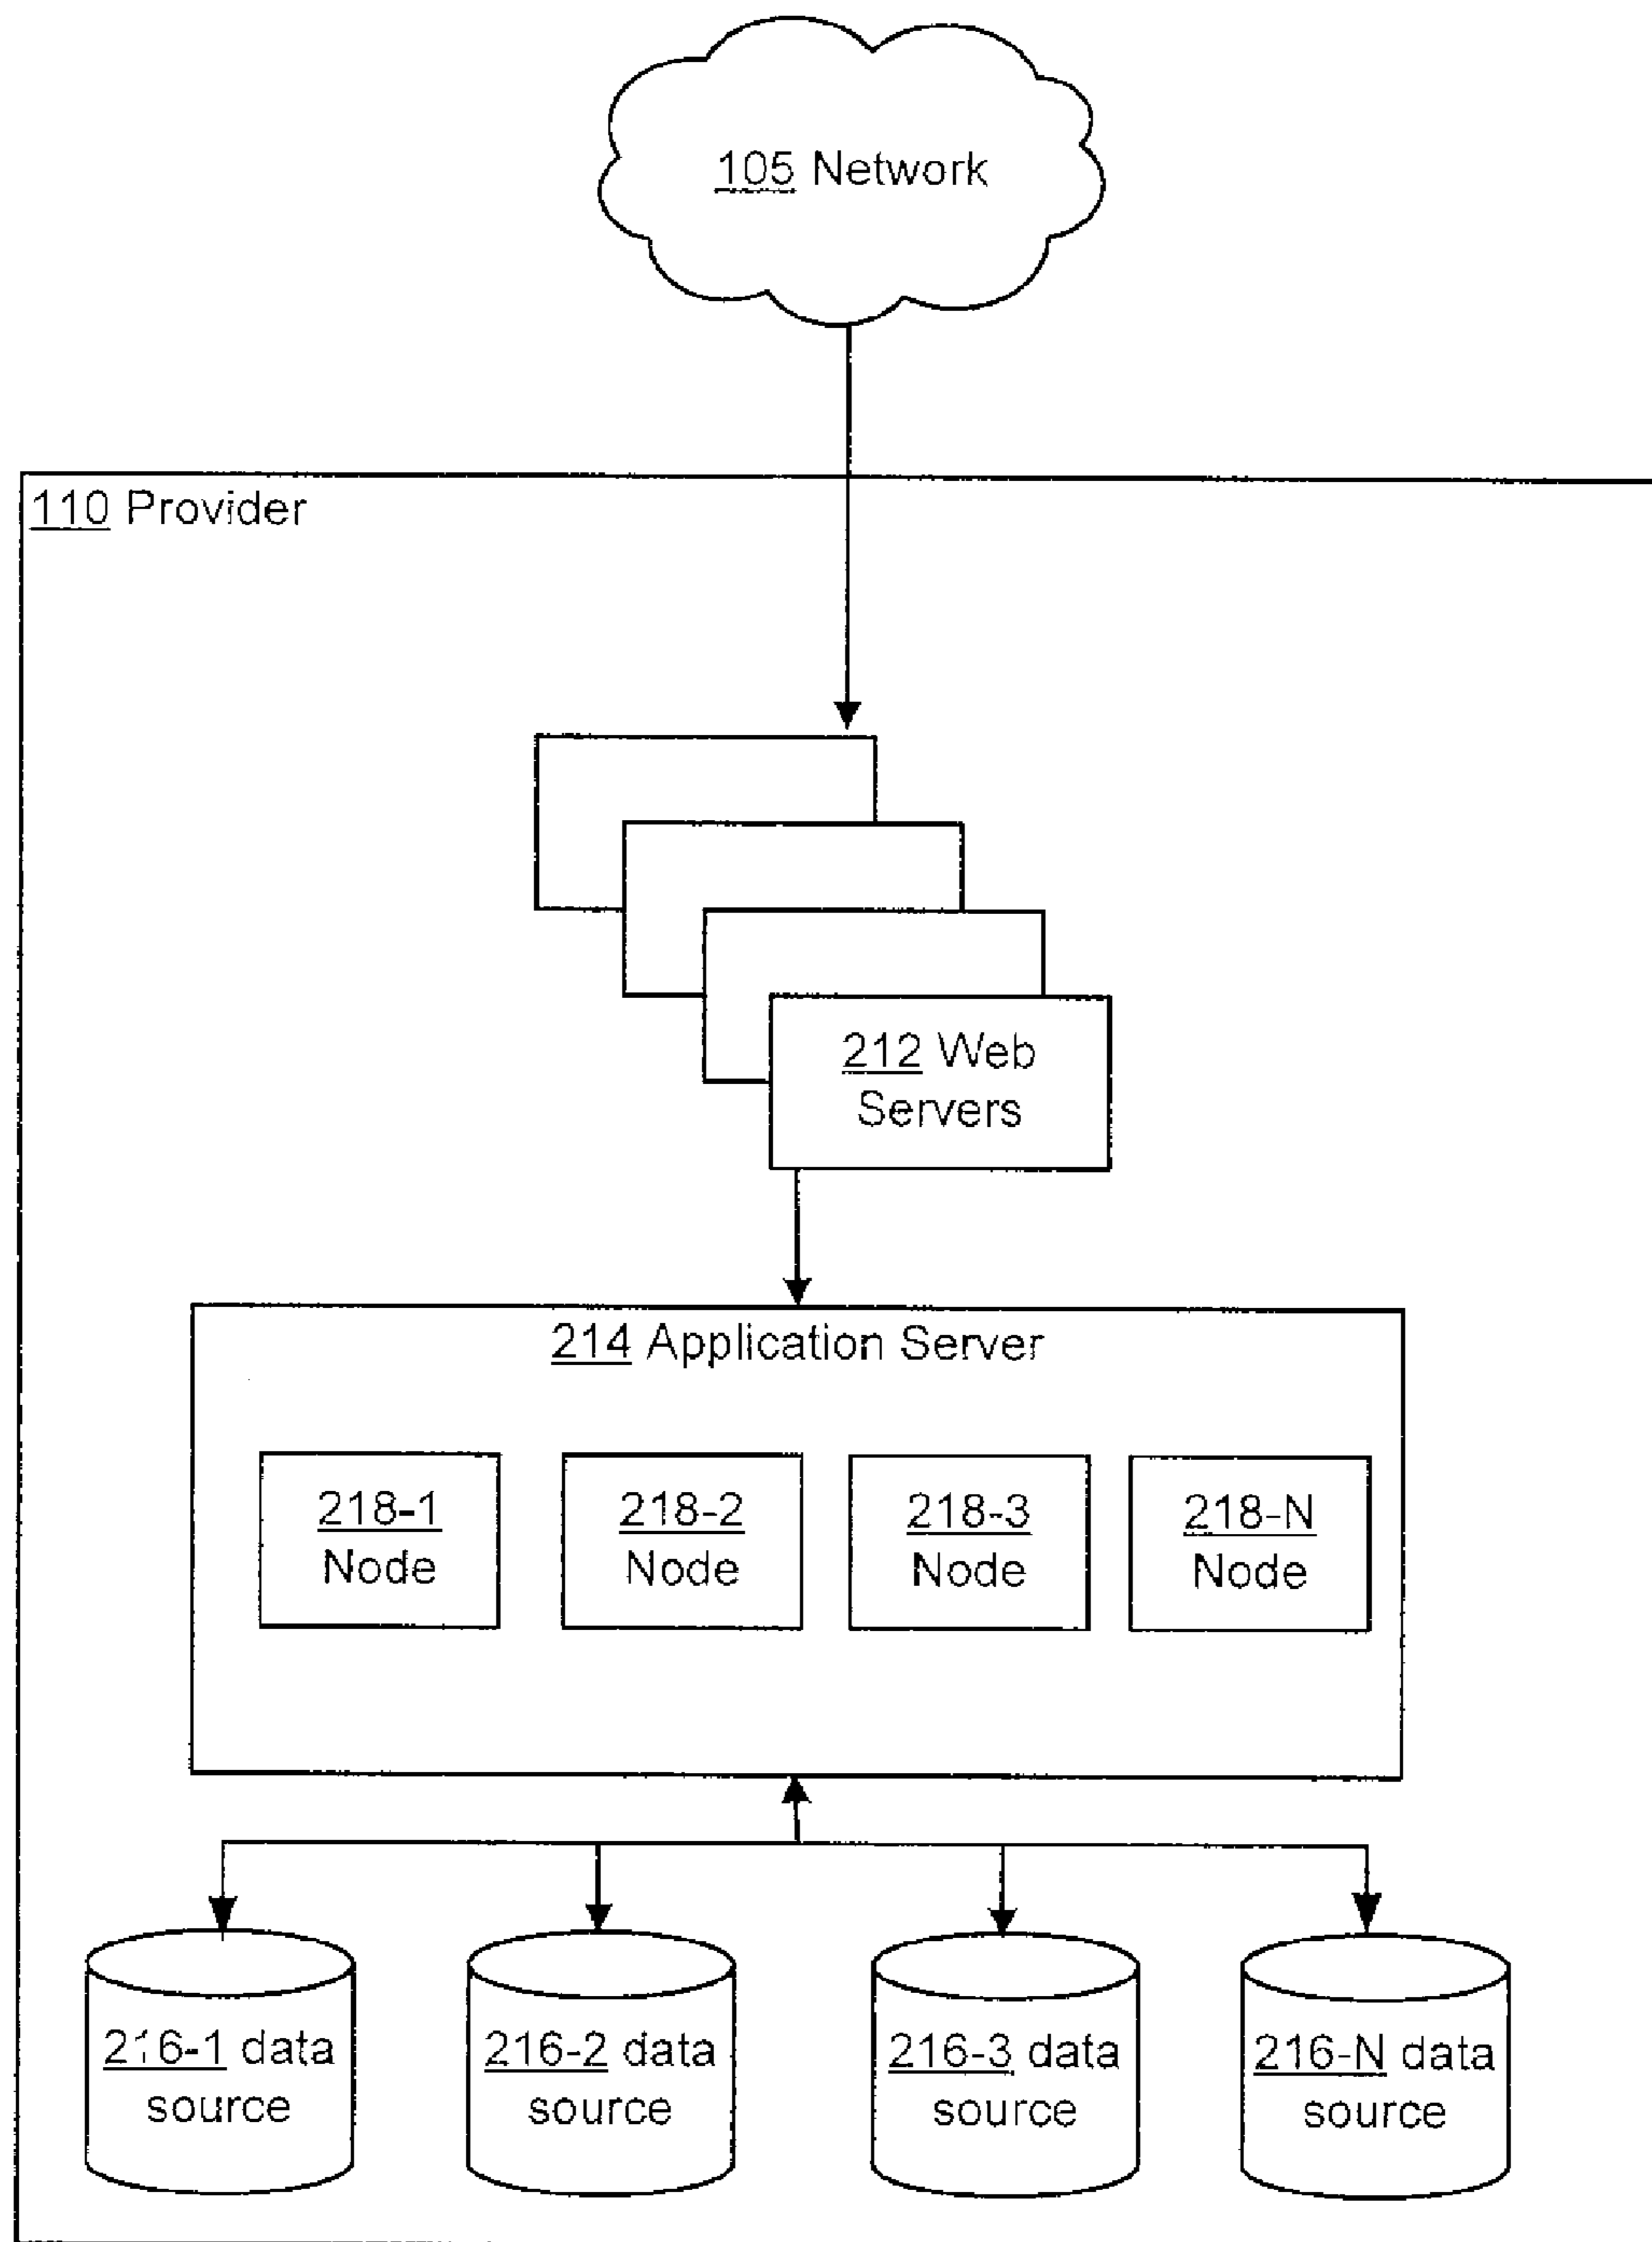 105 Network
110 Provider
212 Web
Servers
214 Application Server
218-1
Node
218-2
Node
218-3
Node
218-N
Node
216-1 data
source
216-2 data
source
216-3 data
source
216-N data
source